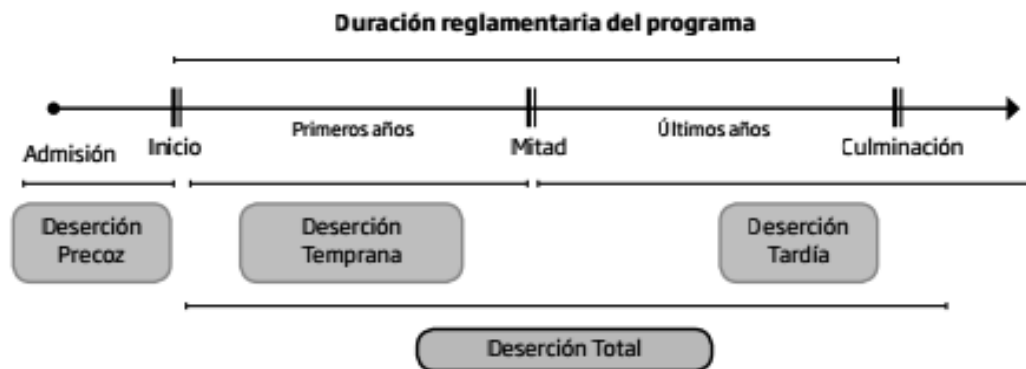 Duración reglamentaria del programa
Primeros años
Últimos años
Admisión
Inicio
Mitad
Culminación
Deserción
Precoz
Deserción
Temprana
Deserción
Tardía
Deserción Total